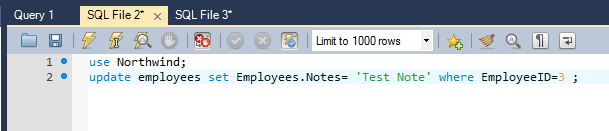 Query 1 SQL File 2* SQL File 3*
Limit to 1000 rows
1 use Northwind;
2 update employees set Employees.Notes= 'Test Note' where EmployeeID=3 ;